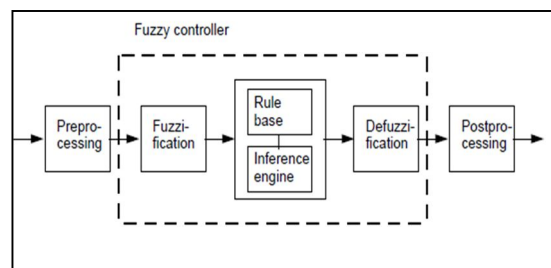 Fuzzy controller
Prepro-
cessing
Fuzzi-
fication
Rule
base
Inference
engine
Defuzzi-
fication
Postpro-
cessing